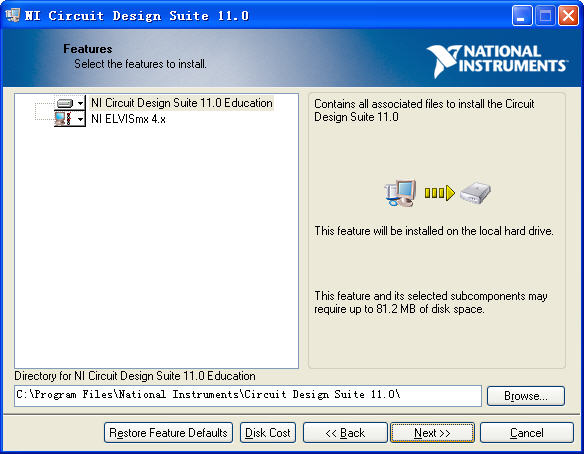 NI Circuit Design Suite 11.0
Features
Select the features to install.
NATIONAL
INSTRUMENTS
NI Circuit Design Suite 11.0 Education
NI ELVISmx 4.x
Contains all associated files to install the Circuit
Design Suite 11.0
This feature will be installed on the local hard drive.
This feature and its selected subcomponents may
require up to 81.2 MB of disk space.
Directory for NI Circuit Design Suite 11.0 Education
C:\Program Files\National Instruments\Circuit Design Suite 11.0\
Browse...
Restore Feature Defaults
Disk Cost
<< Back
Next >>
Cancel